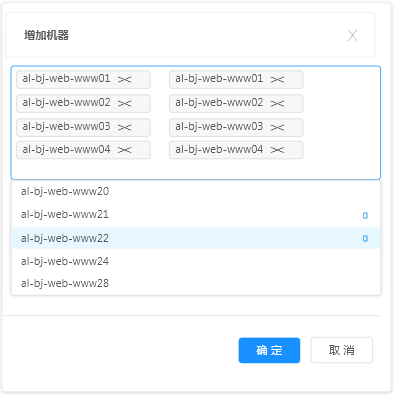 增加机器
al-bj-web-www01 al-bj-web-www01
al-bj-web-www02 al-bj-web-www02
al-bj-web-www03 al-bj-web-www03
al-bj-web-www04 al-bj-web-www04
al-bj-web-www20
al-bj-web-www21
al-bj-web-www22
al-bj-web-www24
al-bj-web-www28
确定 取消